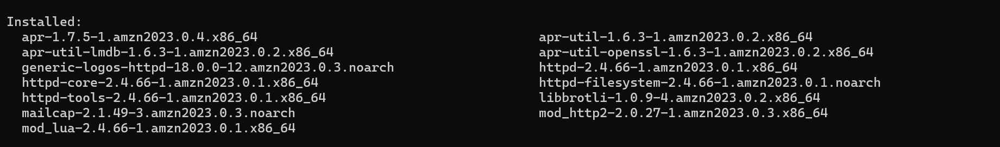 Installed:
apr-1.7.5-1.amzn2023.0.4.x86_64 apr-util-1.6.3-1.amzn2023.0.2.x86_64
apr-util-lmdb-1.6.3-1.amzn2023.0.2.x86_64 apr-util-openssl-1.6.3-1.amzn2023.0.2.x86_64
generic-logos-httpd-18.0.0-12.amzn2023.0.3.noarch httpd-2.4.66-1.amzn2023.0.1.x86_64
httpd-core-2.4.66-1.amzn2023.0.1.x86_64 httpd-filesystem-2.4.66-1.amzn2023.0.1.noarch
httpd-tools-2.4.66-1.amzn2023.0.1.x86_64 libbrotli-1.0.9-4.amzn2023.0.2.x86_64
mailcap-2.1.49-3.amzn2023.0.3.noarch mod_http2-2.0.27-1.amzn2023.0.3.x86_64
mod_lua-2.4.66-1.amzn2023.0.1.x86_64